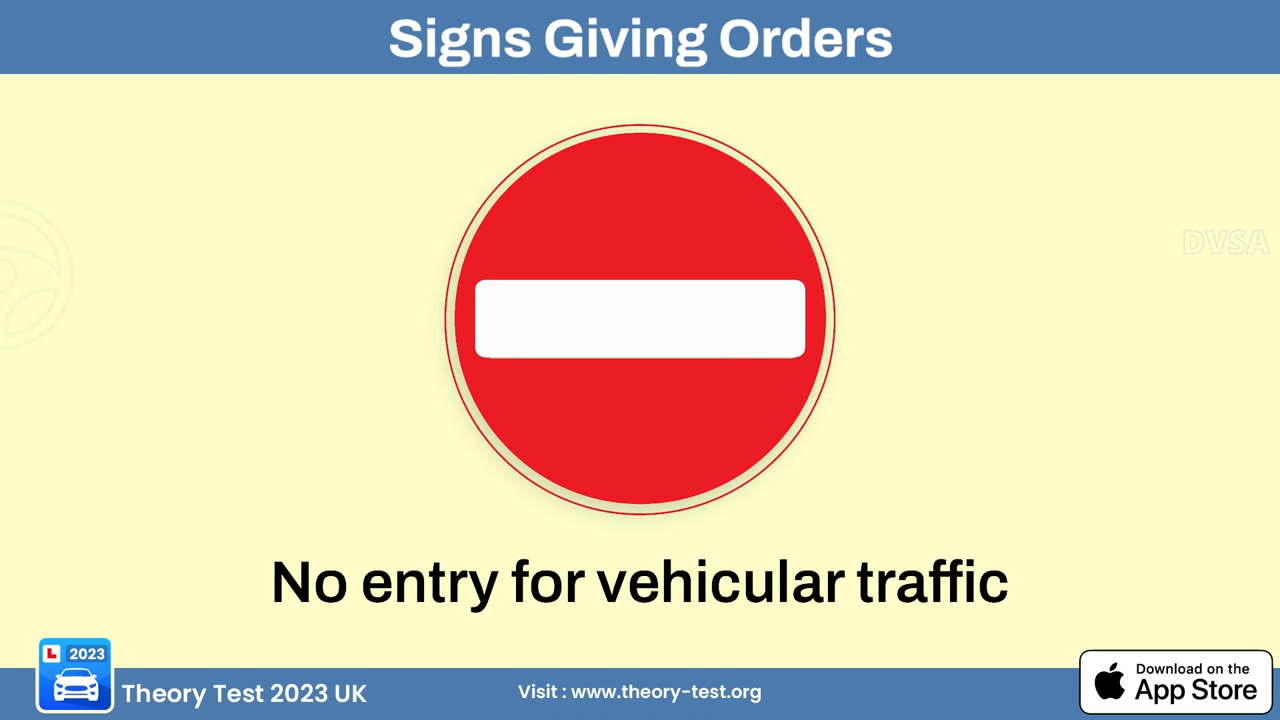 Signs Giving Orders
DVSA
No entry for vehicular traffic
L 2023
Theory Test 2023 UK
Visit : www.theory-test.org
Download on the
App Store